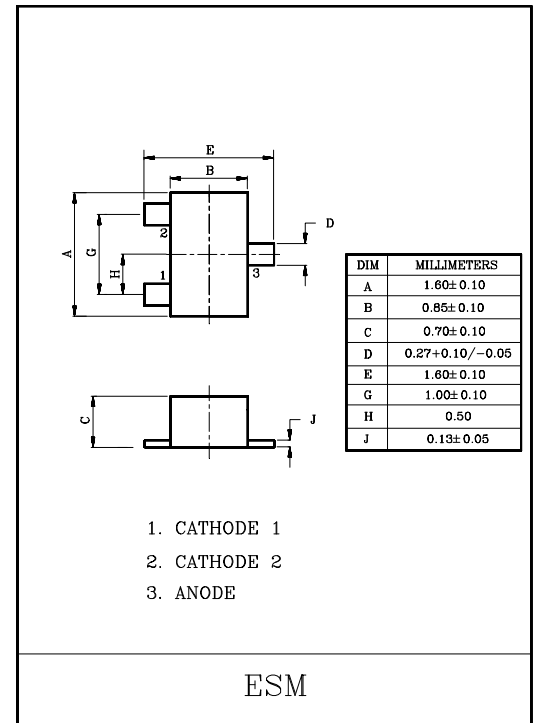 E
B
D
2
A
G
H
3
1
DIM MILLIMETERS
A 1.60± 0.10
B 0.85± 0.10
C 0.70± 0.10
D 0.27+0.10/−0.05
E 1.60± 0.10
G 1.00± 0.10
H 0.50
J 0.13± 0.05
C
J
1. CATHODE 1
2. CATHODE 2
3. ANODE
ESM